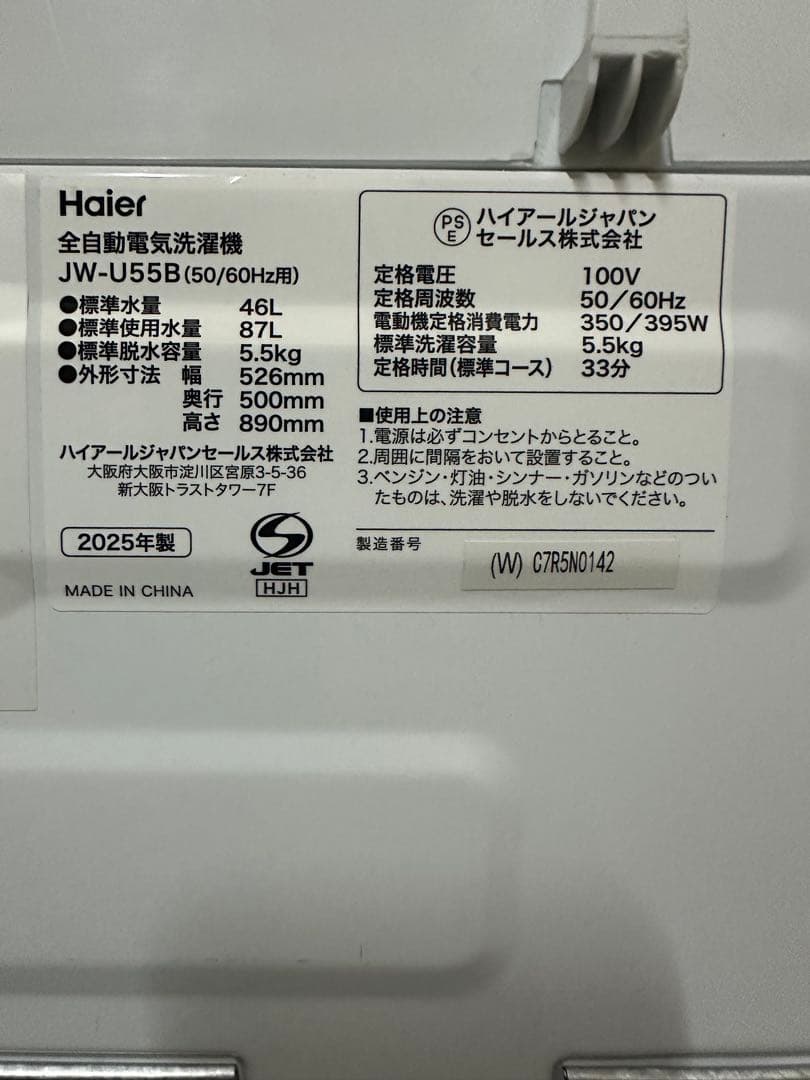 Haier
全自動電気洗濯機
JW-U55B(50/60Hz用)
●標準水量 46L
●標準使用水量 87L
●標準脱水容量 5.5kg
●外形寸法 幅 526mm
奥行 500mm
高さ 890mm
ハイアールジャパンセールス株式会社
大阪府大阪市淀川区宮原3-5-36
新大阪トラストタワー7F
2025年製
JET
HJH
MADE IN CHINA
PS
E
ハイアールジャパン
セールス株式会社
定格電圧 100V
定格周波数 50/60Hz
電動機定格消費電力 350/395W
標準洗濯容量 5.5kg
定格時間(標準コース) 33分
■使用上の注意
1.電源は必ずコンセントからとること。
2.周囲に間隔をおいて設置すること。
3.ベンジン・灯油・シンナー・ガソリンなどのつい
たものは、洗濯や脱水をしないでください。
製造番号
(W) C7R5N0142